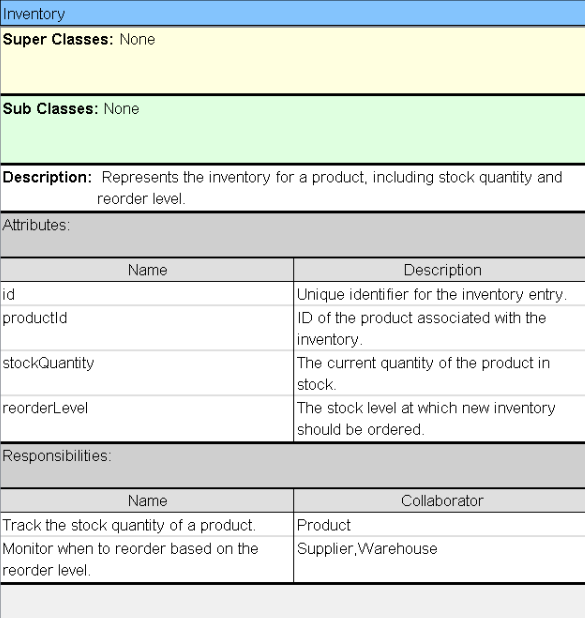 Inventory
Super Classes: None
Sub Classes: None
Description: Represents the inventory for a product, including stock quantity and
reorder level.
Attributes:
Name Description
id Unique identifier for the inventory entry.
productId ID of the product associated with the
inventory.
stockQuantity The current quantity of the product in
stock.
reorderLevel The stock level at which new inventory
should be ordered.
Responsibilities:
Name Collaborator
Track the stock quantity of a product. Product
Monitor when to reorder based on the Supplier,Warehouse
reorder level.